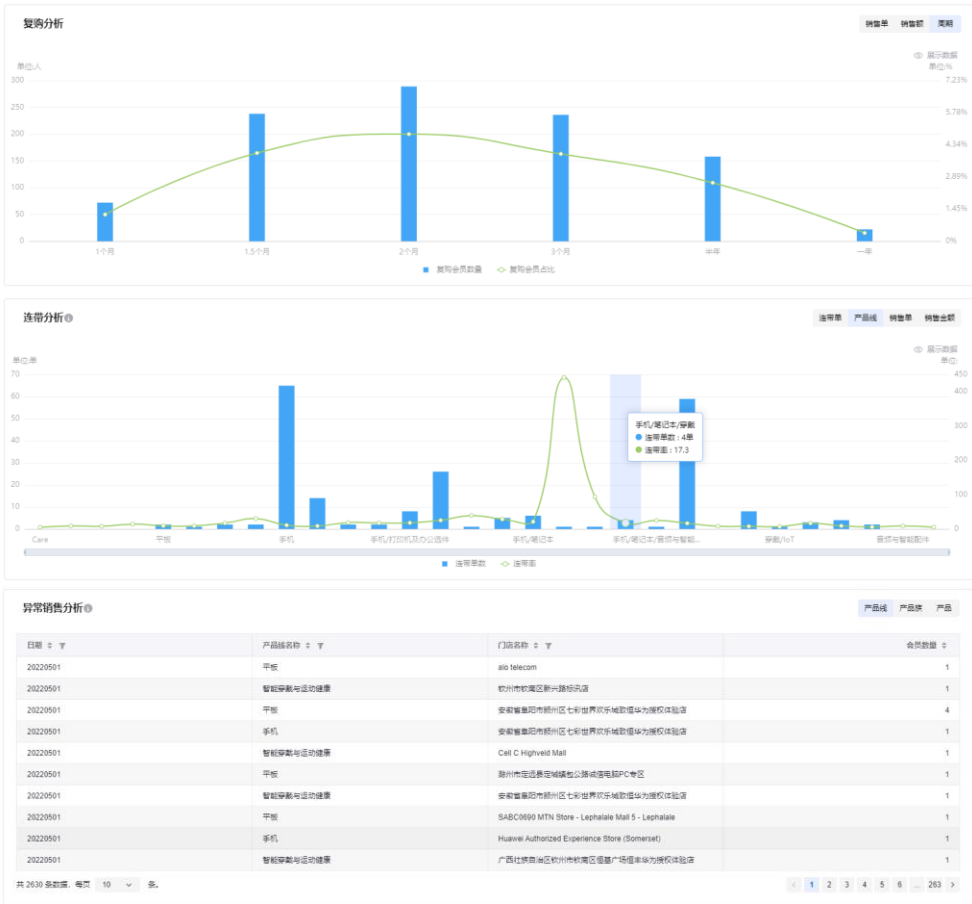 复购分析
销售单 销售额 周期
展示数据
单位:人 单位:%
300 7.23%
250 5.78%
200 4.34%
150 2.89%
100 1.45%
50
0 0%
1个月 1.5个月 2个月 3个月 半年 一年
复购会员数量 复购会员占比
连带分析
连带单 产品线 销售单 销售金额
展示数据
单位:单 单位:
70 450
60 400
50 300
40
30 200
20 100
10
0 0
手机/笔记本/穿戴
连带单数 : 4单
连带率 : 17.3
Care 平板 手机 手机/打印机及办公选件 手机/笔记本 手机/笔记本/音频与智能... 穿戴/IoT 音频与智能配件
连带单数 连带率
异常销售分析
产品线 产品族 产品
日期 产品线名称 门店名称 会员数量
20220501 平板 alo telecom 1
20220501 智能穿戴与运动健康 钦州市钦南区新兴路标讯店 1
20220501 平板 安徽省阜阳市颍州区七彩世界欢乐城歌恒华为授权体验店 4
20220501 手机 安徽省阜阳市颍州区七彩世界欢乐城歌恒华为授权体验店 1
20220501 智能穿戴与运动健康 Cell C Highveld Mall 1
20220501 平板 滁州市定远县定城镇包公路诚信电脑PC专区 1
20220501 智能穿戴与运动健康 安徽省阜阳市颍州区七彩世界欢乐城歌恒华为授权体验店 1
20220501 平板 SABC0690 MTN Store - Lephalale Mall 5 - Lephalale 1
20220501 手机 Huawei Authorized Experience Store (Somerset) 1
20220501 智能穿戴与运动健康 广西壮族自治区钦州市钦南区恒基广场恒丰华为授权体验店 1
共 2630 条数据, 每页 10 条。 1 2 3 4 5 6 ... 263